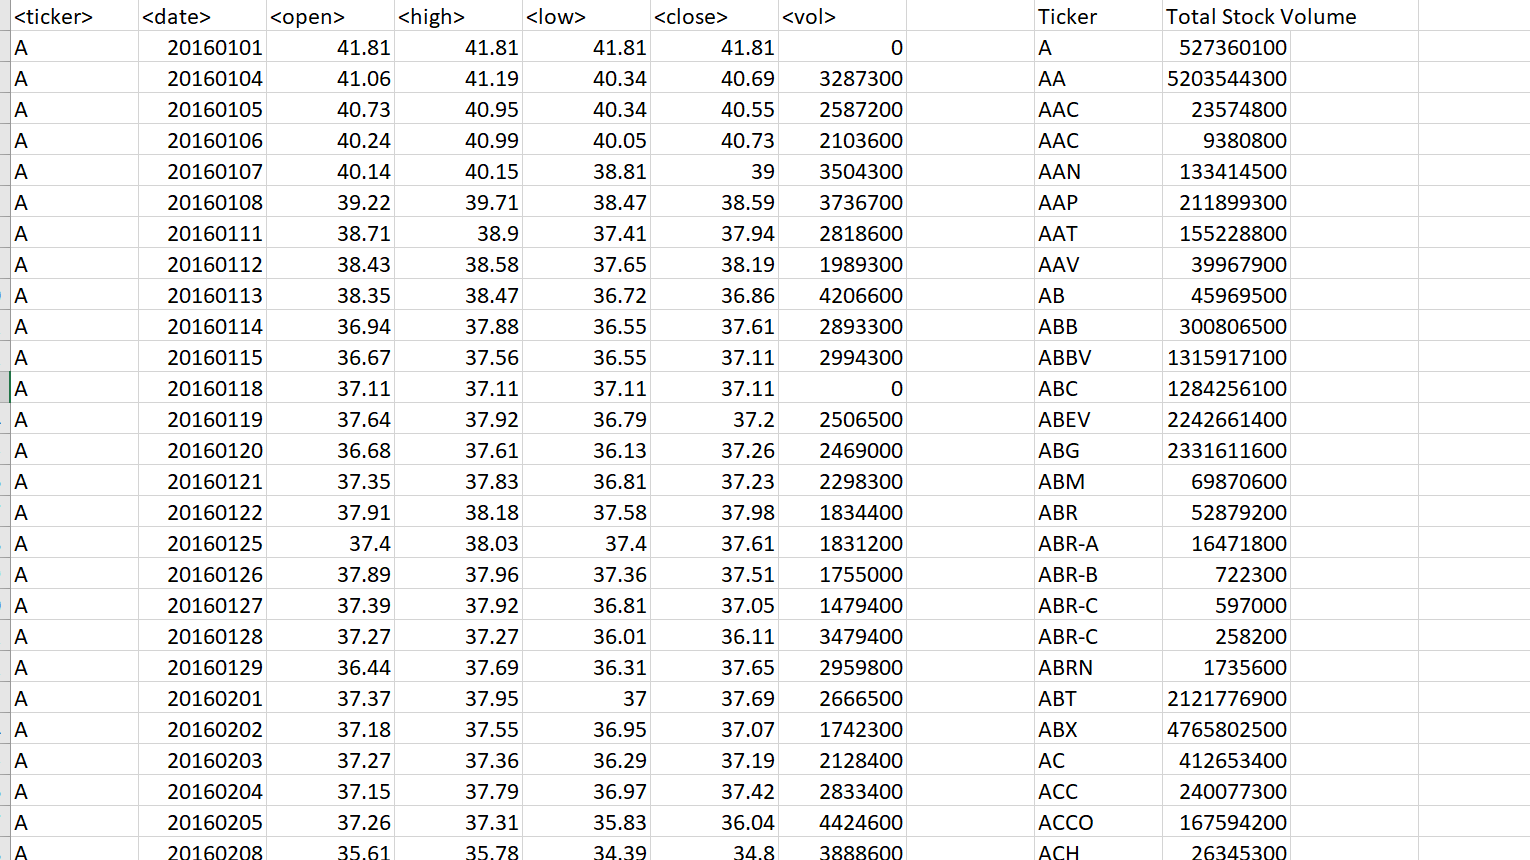 <ticker> <date> <open> <high> <low> <close> <vol> Ticker Total Stock Volume
A 20160101 41.81 41.81 41.81 41.81 0 A 527360100
A 20160104 41.06 41.19 40.34 40.69 3287300 AA 5203544300
A 20160105 40.73 40.95 40.34 40.55 2587200 AAC 23574800
A 20160106 40.24 40.99 40.05 40.73 2103600 AAC 9380800
A 20160107 40.14 40.15 38.81 39 3504300 AAN 133414500
A 20160108 39.22 39.71 38.47 38.59 3736700 AAP 211899300
A 20160111 38.71 38.9 37.41 37.94 2818600 AAT 155228800
A 20160112 38.43 38.58 37.65 38.19 1989300 AAV 39967900
A 20160113 38.35 38.47 36.72 36.86 4206600 AB 45969500
A 20160114 36.94 37.88 36.55 37.61 2893300 ABB 300806500
A 20160115 36.67 37.56 36.55 37.11 2994300 ABBV 1315917100
A 20160118 37.11 37.11 37.11 37.11 0 ABC 1284256100
A 20160119 37.64 37.92 36.79 37.2 2506500 ABEV 2242661400
A 20160120 36.68 37.61 36.13 37.26 2469000 ABG 2331611600
A 20160121 37.35 37.83 36.81 37.23 2298300 ABM 69870600
A 20160122 37.91 38.18 37.58 37.98 1834400 ABR 52879200
A 20160125 37.4 38.03 37.4 37.61 1831200 ABR-A 16471800
A 20160126 37.89 37.96 37.36 37.51 1755000 ABR-B 722300
A 20160127 37.39 37.92 36.81 37.05 1479400 ABR-C 597000
A 20160128 37.27 37.27 36.01 36.11 3479400 ABR-C 258200
A 20160129 36.44 37.69 36.31 37.65 2959800 ABRN 1735600
A 20160201 37.37 37.95 37 37.69 2666500 ABT 2121776900
A 20160202 37.18 37.55 36.95 37.07 1742300 ABX 4765802500
A 20160203 37.27 37.36 36.29 37.19 2128400 AC 412653400
A 20160204 37.15 37.79 36.97 37.42 2833400 ACC 240077300
A 20160205 37.26 37.31 35.83 36.04 4424600 ACCO 167594200
A 20160208 35.61 35.78 34.39 34.8 3888600 ACH 26345300